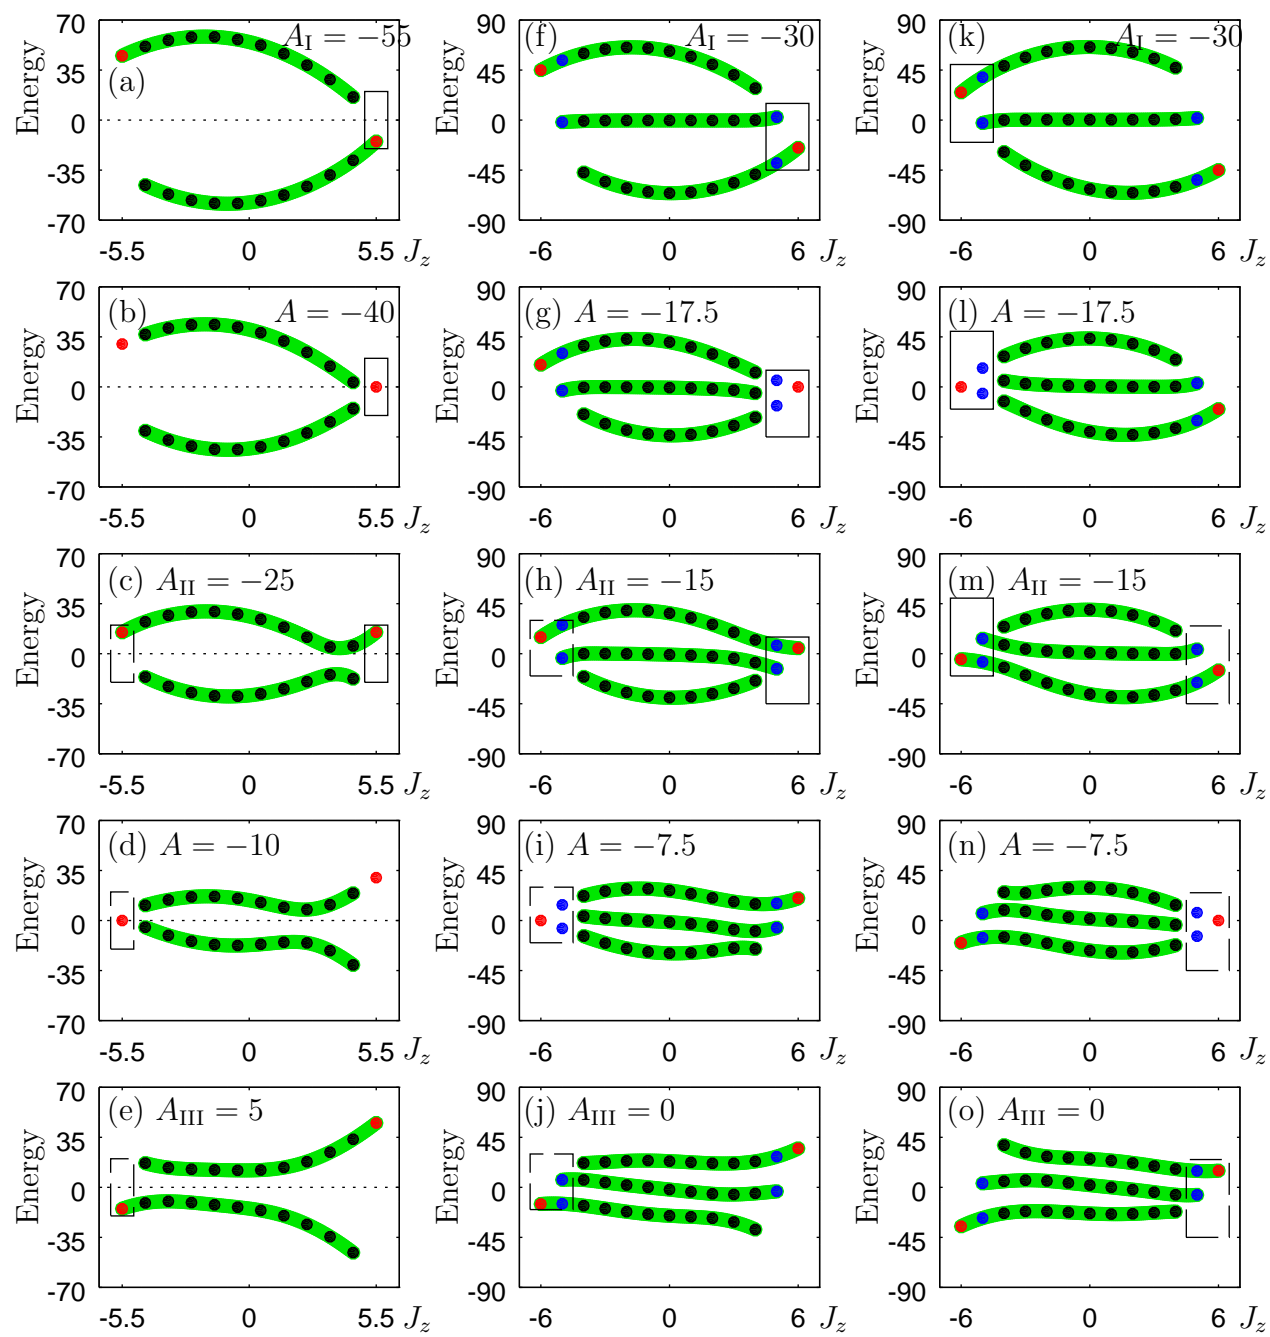 70
35
0
-35
-70
Energy
(a)
A_I = −55
-5.5 0 5.5 J_z
90
45
0
-45
-90
Energy
(f)
A_I = −30
-6 0 6 J_z
90
45
0
-45
-90
Energy
(k)
A_I = −30
-6 0 6 J_z
70
35
0
-35
-70
Energy
(b) A = −40
-5.5 0 5.5 J_z
90
45
0
-45
-90
Energy
(g) A = −17.5
-6 0 6 J_z
90
45
0
-45
-90
Energy
(l) A = −17.5
-6 0 6 J_z
70
35
0
-35
-70
Energy
(c) A_II = −25
-5.5 0 5.5 J_z
90
45
0
-45
-90
Energy
(h) A_II = −15
-6 0 6 J_z
90
45
0
-45
-90
Energy
(m) A_II = −15
-6 0 6 J_z
70
35
0
-35
-70
Energy
(d) A = −10
-5.5 0 5.5 J_z
90
45
0
-45
-90
Energy
(i) A = −7.5
-6 0 6 J_z
90
45
0
-45
-90
Energy
(n) A = −7.5
-6 0 6 J_z
70
35
0
-35
-70
Energy
(e) A_III = 5
-5.5 0 5.5 J_z
90
45
0
-45
-90
Energy
(j) A_III = 0
-6 0 6 J_z
90
45
0
-45
-90
Energy
(o) A_III = 0
-6 0 6 J_z